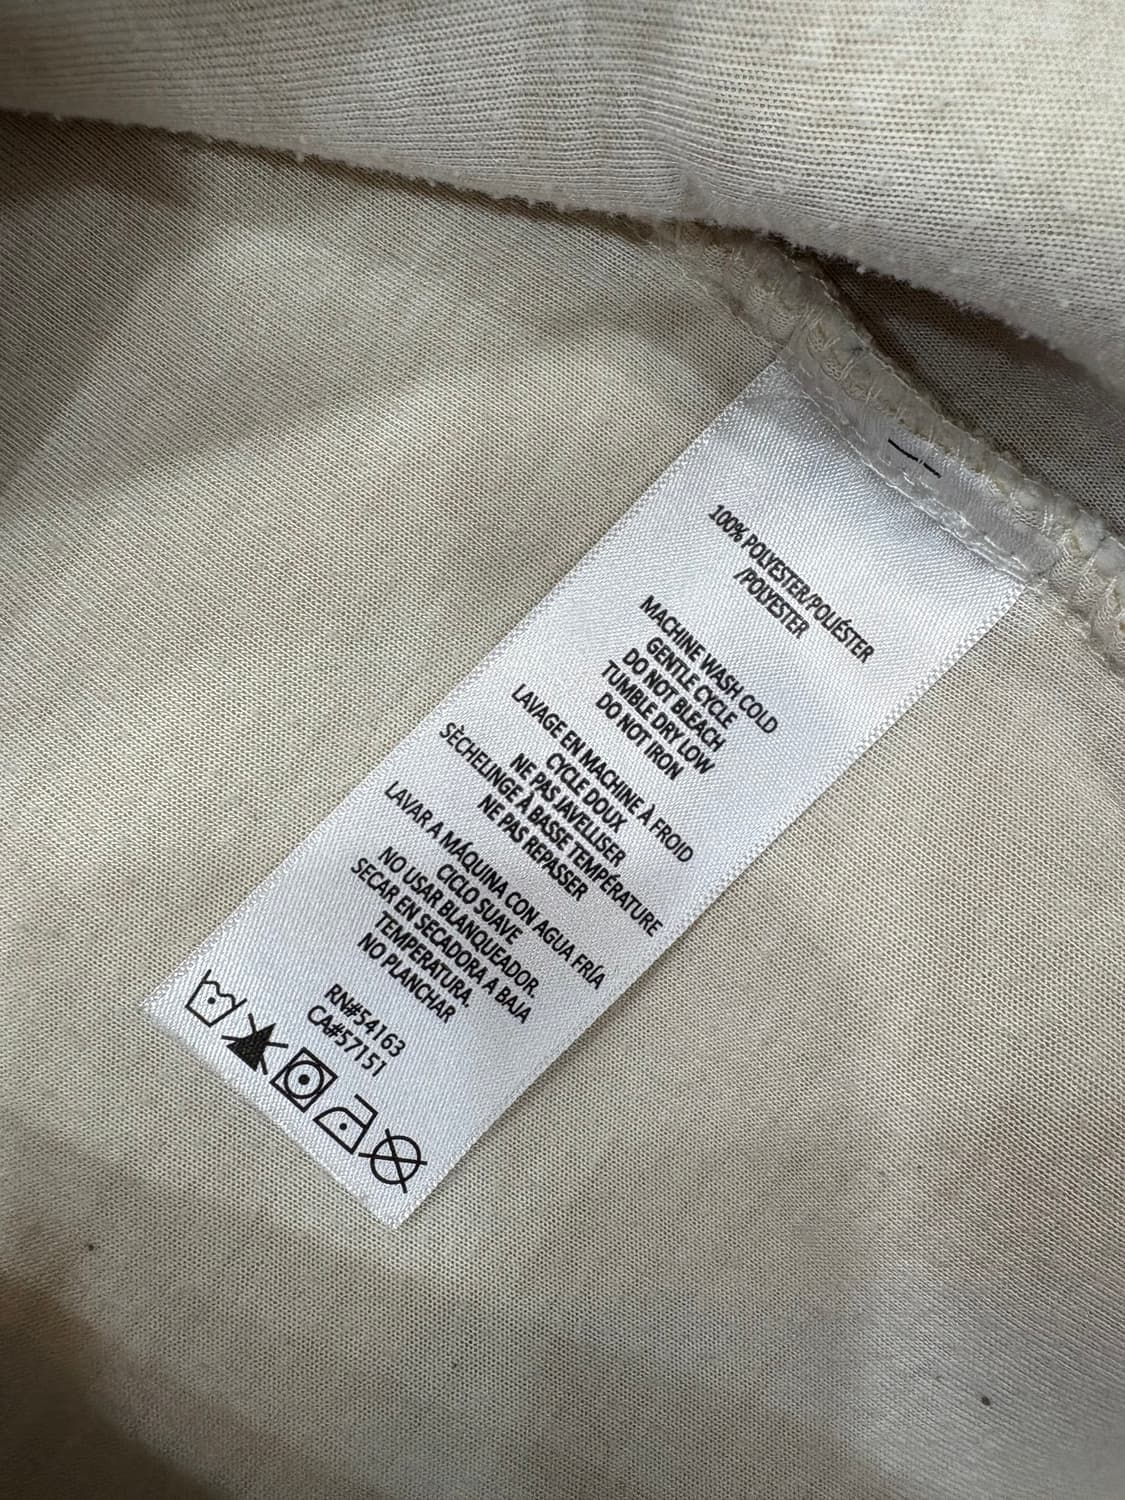 100% POLYESTER/POLIÉSTER
/POLYESTER
MACHINE WASH COLD
GENTLE CYCLE
DO NOT BLEACH
TUMBLE DRY LOW
DO NOT IRON
LAVAGE EN MACHINE À FROID
CYCLE DOUX
NE PAS JAVELLISER
SÈCHELINGE À BASSE TEMPÉRATURE
NE PAS REPASSER
LAVAR A MÁQUINA CON AGUA FRÍA
CICLO SUAVE
NO USAR BLANQUEADOR.
SECAR EN SECADORA A BAJA
TEMPERATURA.
NO PLANCHAR
RN#54163
CA#57151